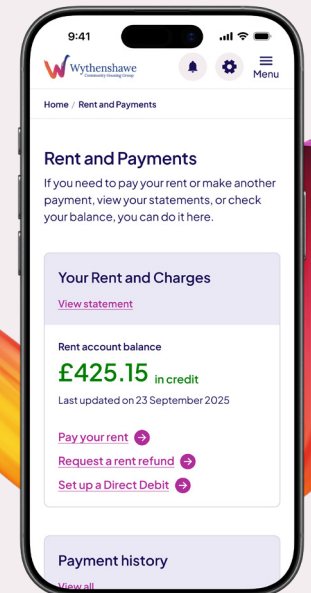 9:41
Wythenshawe
Community Housing Group
Menu
Home / Rent and Payments
Rent and Payments
If you need to pay your rent or make another
payment, view your statements, or check
your balance, you can do it here.
Your Rent and Charges
View statement
Rent account balance
£425.15 in credit
Last updated on 23 September 2025
Pay your rent
Request a rent refund
Set up a Direct Debit
Payment history
View all